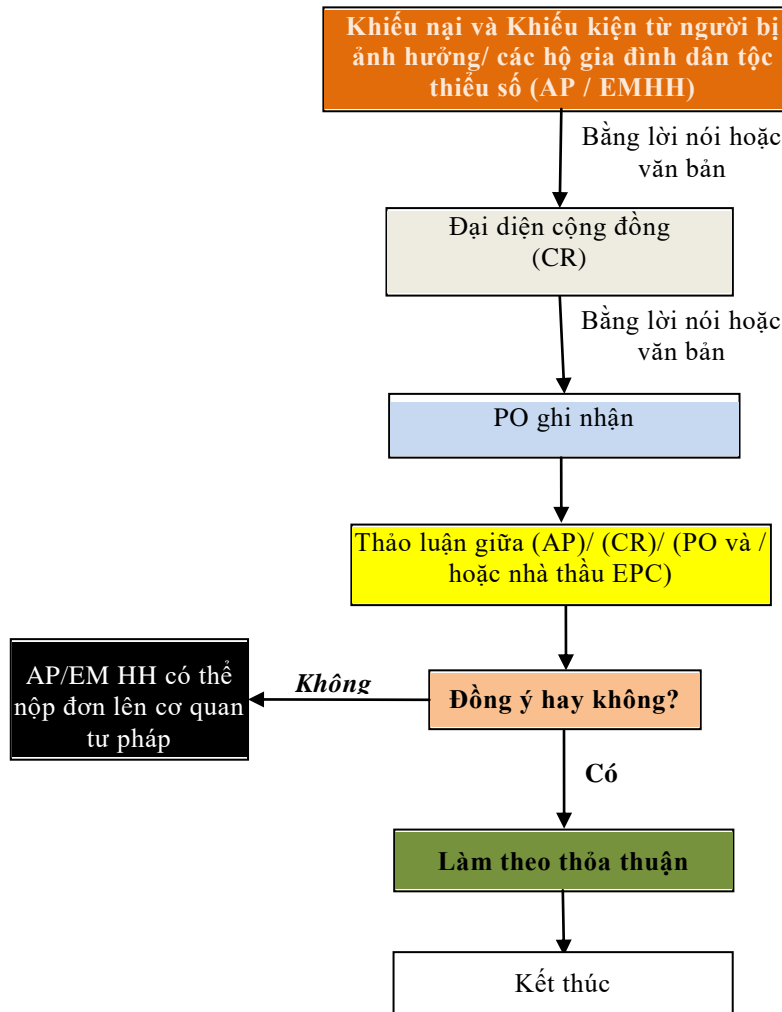 Khiếu nại và Khiếu kiện từ người bị
ảnh hưởng/ các hộ gia đình dân tộc
thiểu số (AP / EMHH)
Bằng lời nói hoặc
văn bản
Đại diện cộng đồng
(CR)
Bằng lời nói hoặc
văn bản
PO ghi nhận
Thảo luận giữa (AP)/ (CR)/ (PO và /
hoặc nhà thầu EPC)
AP/EM HH có thể
nộp đơn lên cơ quan
tư pháp
Không
Đồng ý hay không?
Có
Làm theo thỏa thuận
Kết thúc